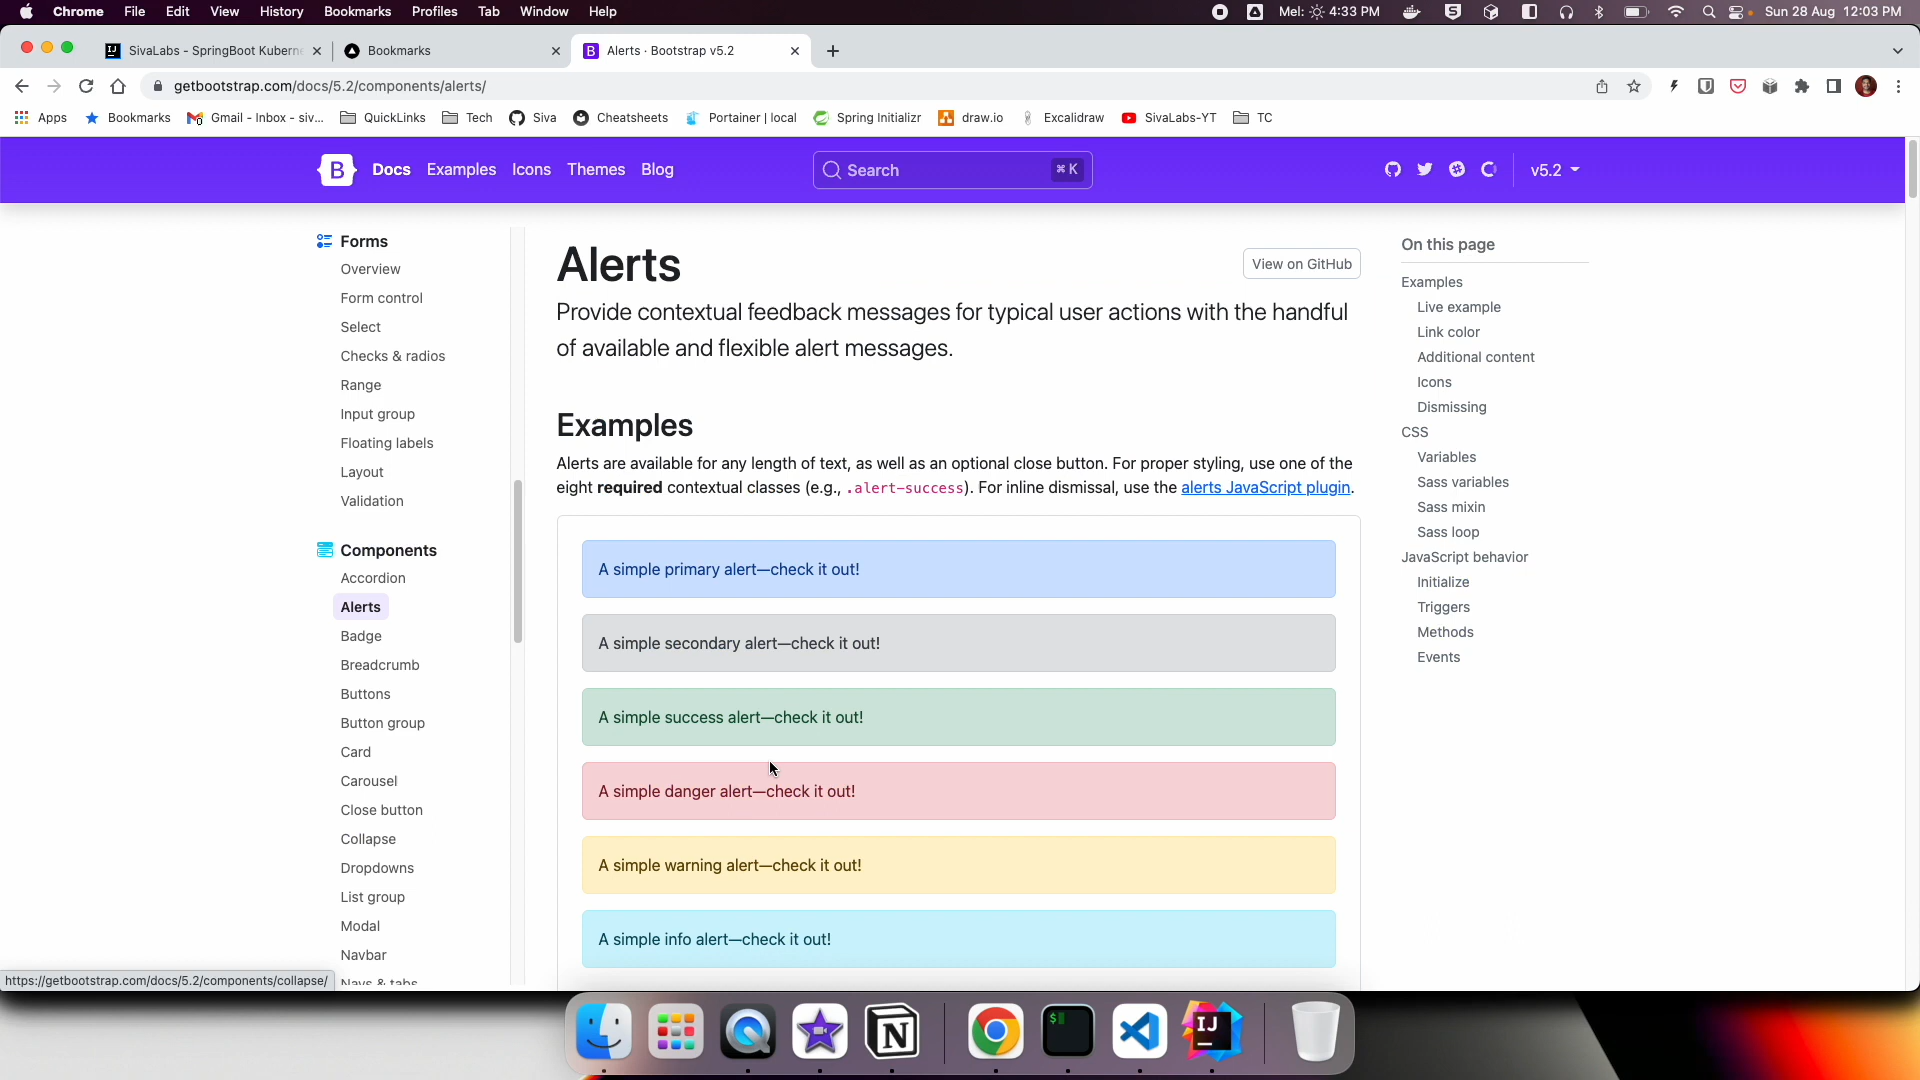 Chrome File Edit View History Bookmarks Profiles Tab Window Help Mel: 4:33 PM Sun 28 Aug 12:03 PM
SivaLabs - SpringBoot Kuberne Bookmarks Alerts · Bootstrap v5.2
getbootstrap.com/docs/5.2/components/alerts/
Apps Bookmarks Gmail - Inbox - siv... QuickLinks Tech Siva Cheatsheets Portainer | local Spring Initializr draw.io Excalidraw SivaLabs-YT TC
B Docs Examples Icons Themes Blog Search ⌘ K v5.2
Forms
Overview
Form control
Select
Checks & radios
Range
Input group
Floating labels
Layout
Validation
Components
Accordion
Alerts
Badge
Breadcrumb
Buttons
Button group
Card
Carousel
Close button
Collapse
Dropdowns
List group
Modal
Navbar
Navs & tabs
https://getbootstrap.com/docs/5.2/components/collapse/
Alerts
View on GitHub
Provide contextual feedback messages for typical user actions with the handful
of available and flexible alert messages.
Examples
Alerts are available for any length of text, as well as an optional close button. For proper styling, use one of the
eight required contextual classes (e.g., .alert-success). For inline dismissal, use the alerts JavaScript plugin.
A simple primary alert—check it out!
A simple secondary alert—check it out!
A simple success alert—check it out!
A simple danger alert—check it out!
A simple warning alert—check it out!
A simple info alert—check it out!
On this page
Examples
Live example
Link color
Additional content
Icons
Dismissing
CSS
Variables
Sass variables
Sass mixin
Sass loop
JavaScript behavior
Initialize
Triggers
Methods
Events
N $ IJ